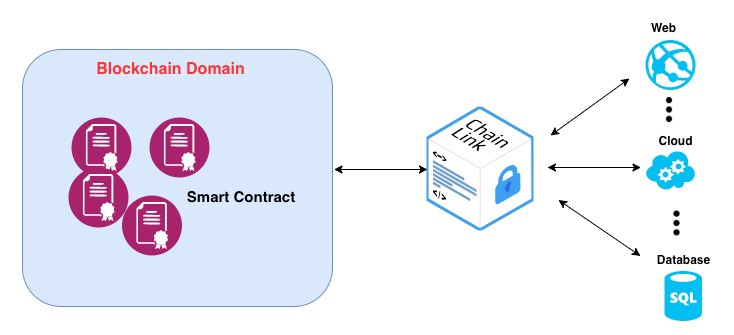 Web
Blockchain Domain
Chain
Link
<-->
</>
Cloud
Smart Contract
Database
SQL